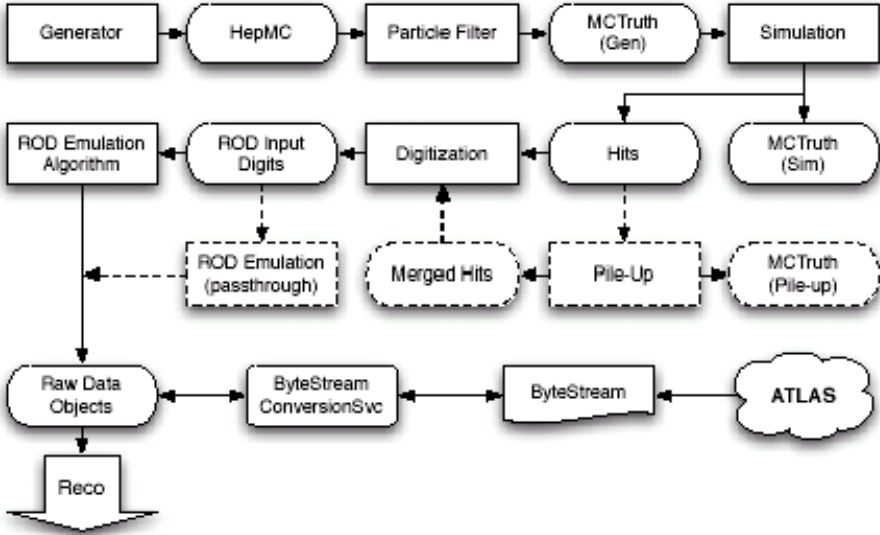 Generator
HepMC
Particle Filter
MCTruth
(Gen)
Simulation
ROD Emulation
Algorithm
ROD Input
Digits
Digitization
Hits
MCTruth
(Sim)
ROD Emulation
(passthrough)
Merged Hits
Pile-Up
MCTruth
(Pile-up)
Raw Data
Objects
ByteStream
ConversionSvc
ByteStream
ATLAS
Reco